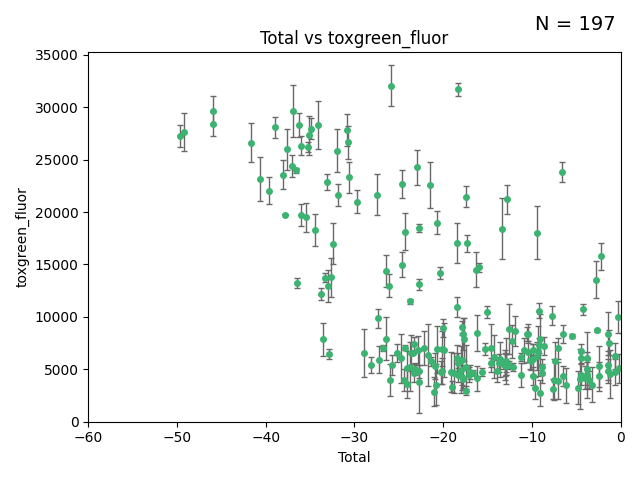 N = 197
Total vs toxgreen_fluor
35000
30000
25000
20000
15000
10000
5000
0
toxgreen_fluor
−60 −50 −40 −30 −20 −10 0
Total